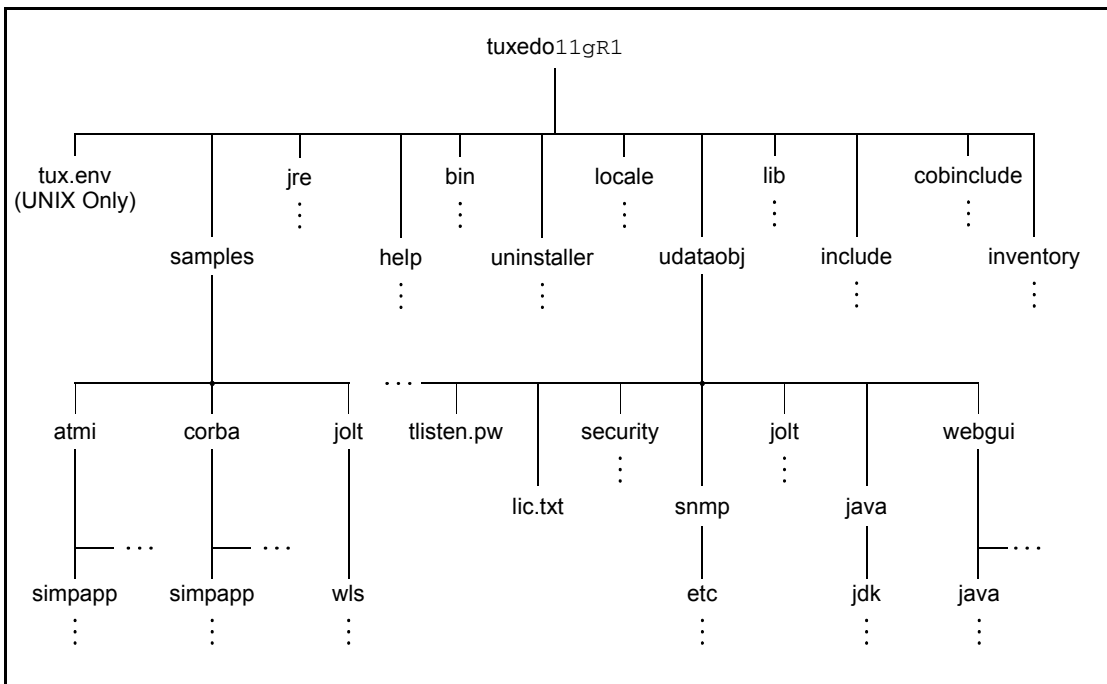 tuxedo11gR1
tux.env
(UNIX Only)
jre
bin
locale
lib
cobinclude
samples
help
uninstaller
udataobj
include
inventory
atmi
corba
jolt
tlisten.pw
security
jolt
webgui
lic.txt
snmp
java
simpapp
simpapp
wls
etc
jdk
java